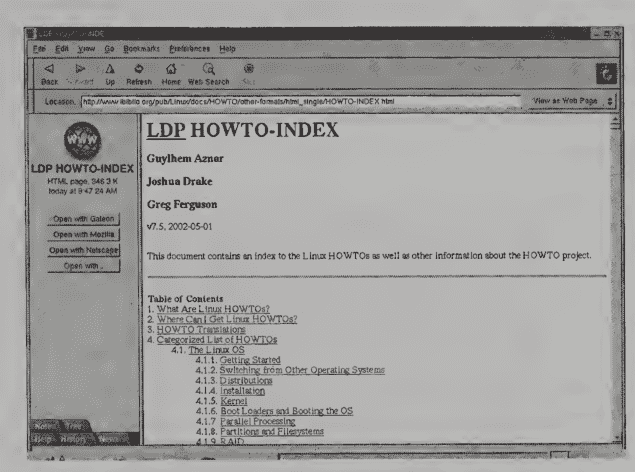 File Edit View Go Bookmarks Preferences Help
Back Forward Up Refresh Home Web Search Stop
Location: http://www.ibiblio.org/pub/Linux/docs/HOWTO/other-formats/html_single/HOWTO-INDEX.html View as Web Page
LDP HOWTO-INDEX
HTML page, 346.3 K
today at 9:47:24 AM
Open with Galeon
Open with Mozilla
Open with Netscape
Open with...
Notes Tree
Help History News
LDP HOWTO-INDEX
Guylhem Aznar
Joshua Drake
Greg Ferguson
v7.5, 2002-05-01
This document contains an index to the Linux HOWTOs as well as other information about the HOWTO project.
Table of Contents
1. What Are Linux HOWTOs?
2. Where Can I Get Linux HOWTOs?
3. HOWTO Translations
4. Categorized List of HOWTOs
4.1. The Linux OS
4.1.1. Getting Started
4.1.2. Switching from Other Operating Systems
4.1.3. Distributions
4.1.4. Installation
4.1.5. Kernel
4.1.6. Boot Loaders and Booting the OS
4.1.7. Parallel Processing
4.1.8. Partitions and Filesystems
4.1.9. RAID